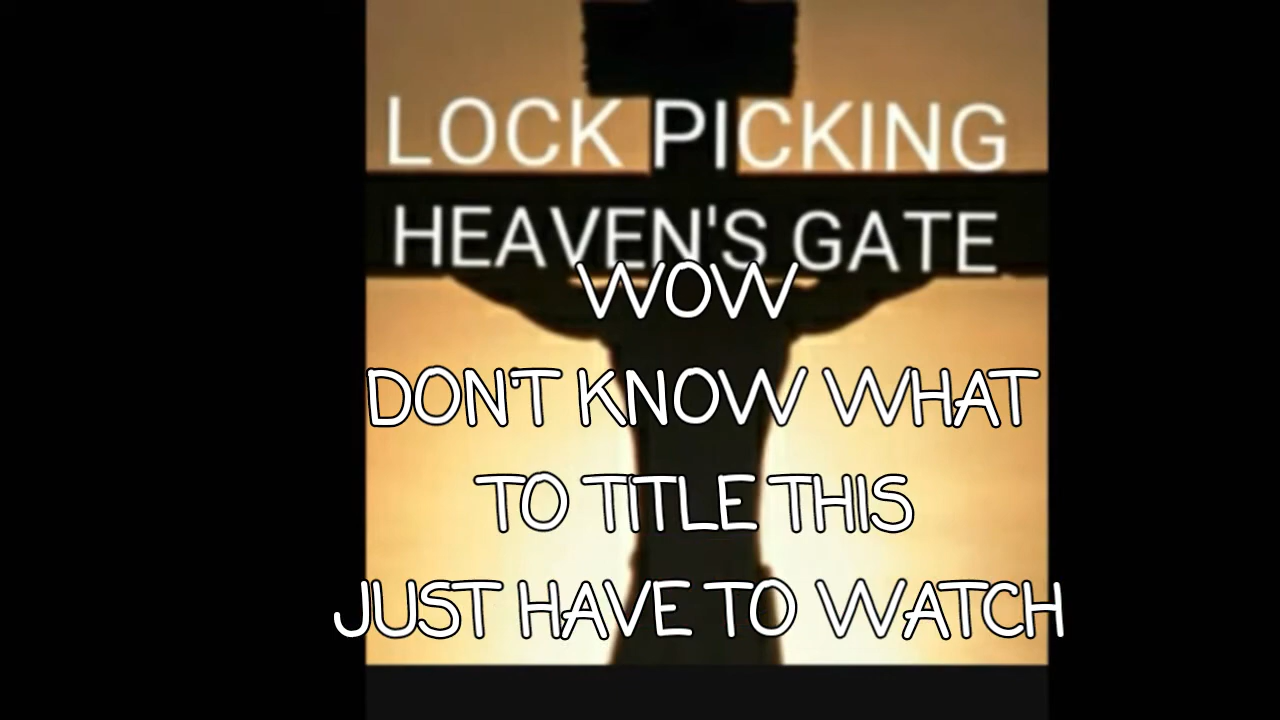 LOCK PICKING
HEAVEN'S GATE
WOW
DON'T KNOW WHAT
TO TITLE THIS
JUST HAVE TO WATCH